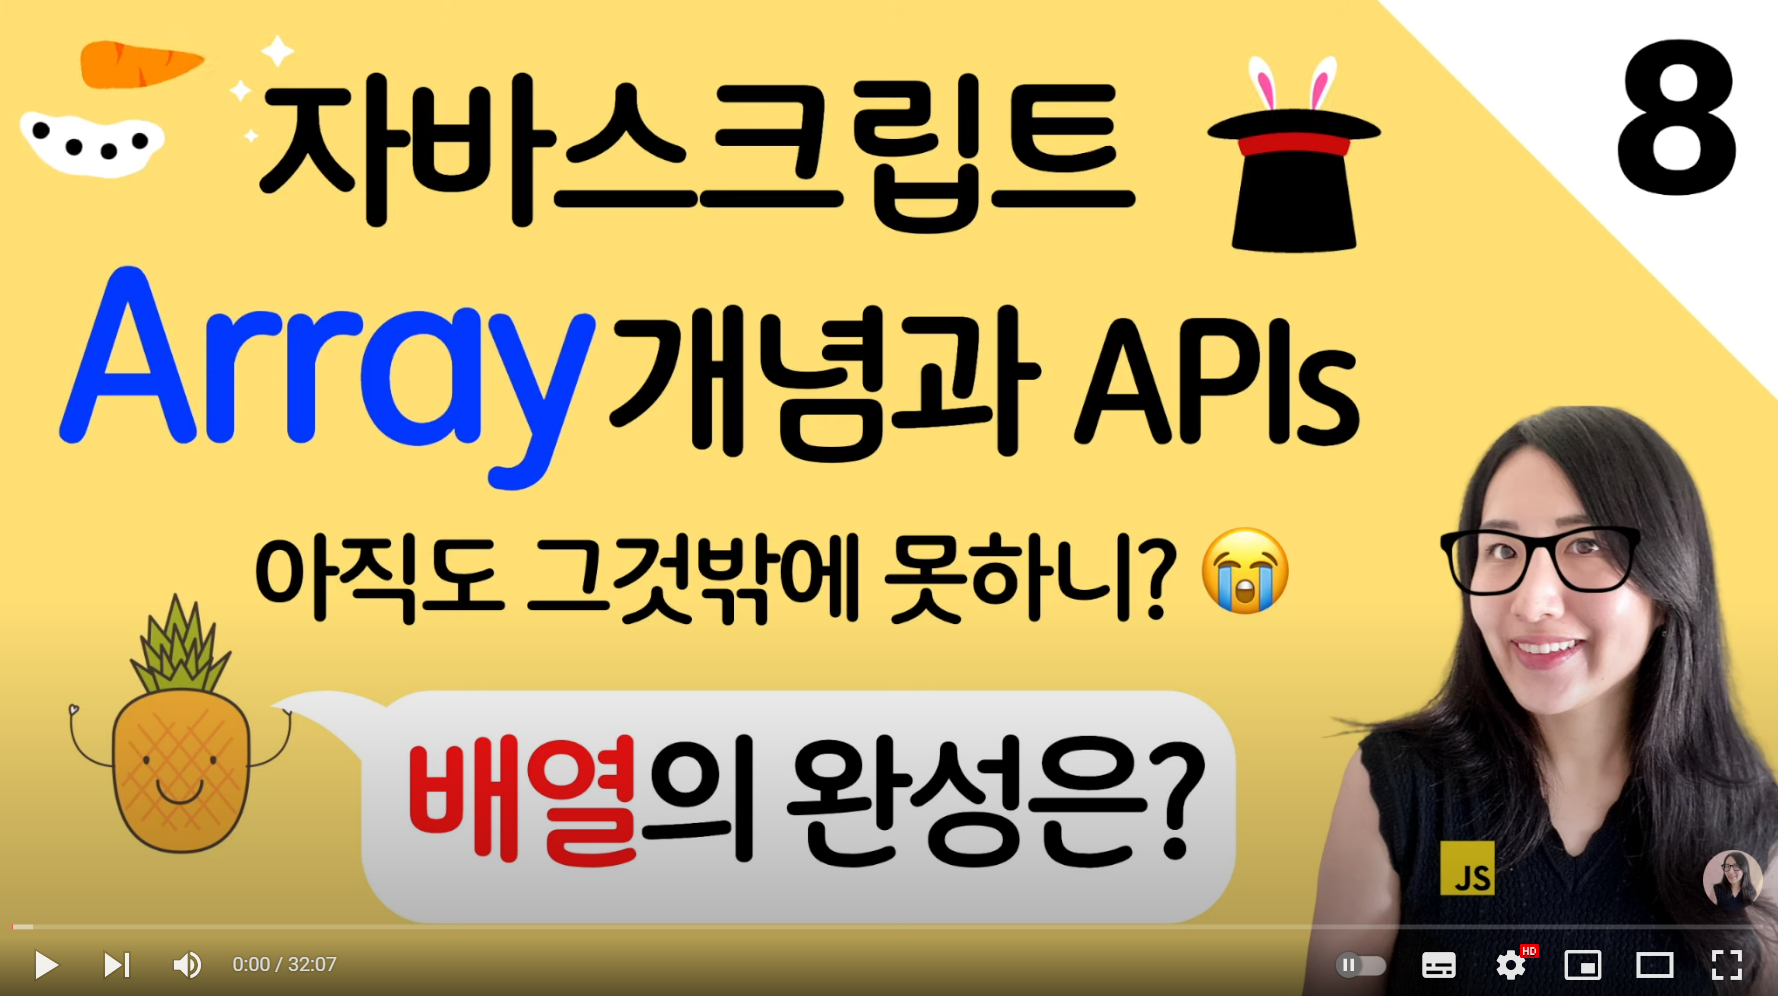 8
자바스크립트
Array 개념과 APIs
아직도 그것밖에 못하니?
배열의 완성은?
JS
0:00 / 32:07
HD